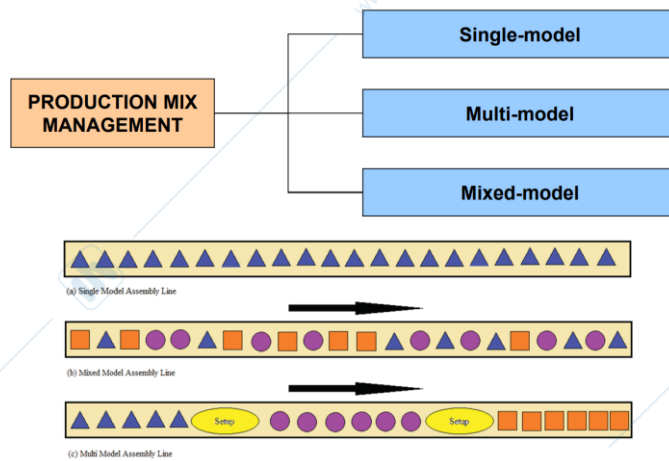 Single-model
PRODUCTION MIX
MANAGEMENT
Multi-model
Mixed-model
(a) Single Model Assembly Line
(b) Mixed Model Assembly Line
Setup
Setup
(c) Multi Model Assembly Line